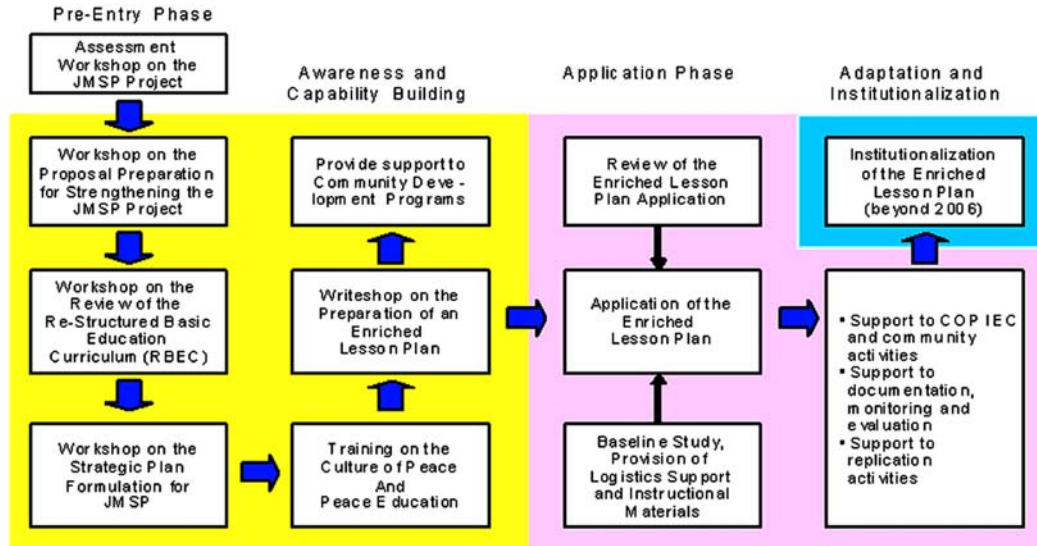 Pre-Entry Phase
Assessment
Workshop on the
JMSP Project
Workshop on the
Proposal Preparation
for Strengthening the
JMSP Project
Workshop on the
Review of the
Re-Structured Basic
Education
Curriculum (RBEC)
Workshop on the
Strategic Plan
Formulation for
JMSP
Awareness and
Capability Building
Provide support to
Community Deve-
lopment Programs
Writeshop on the
Preparation of an
Enriched
Lesson Plan
Training on the
Culture of Peace
And
Peace Education
Application Phase
Review of the
Enriched Lesson
Plan Application
Application of the
Enriched
Lesson Plan
Baseline Study,
Provision of
Logistics Support
and Instructional
Materials
Adaptation and
Institutionalization
Institutionalization
of the Enriched
Lesson Plan
(beyond 2006)
▪ Support to COP IEC
and community
activities
▪ Support to
documentation,
monitoring and
evaluation
▪ Support to
replication
activities